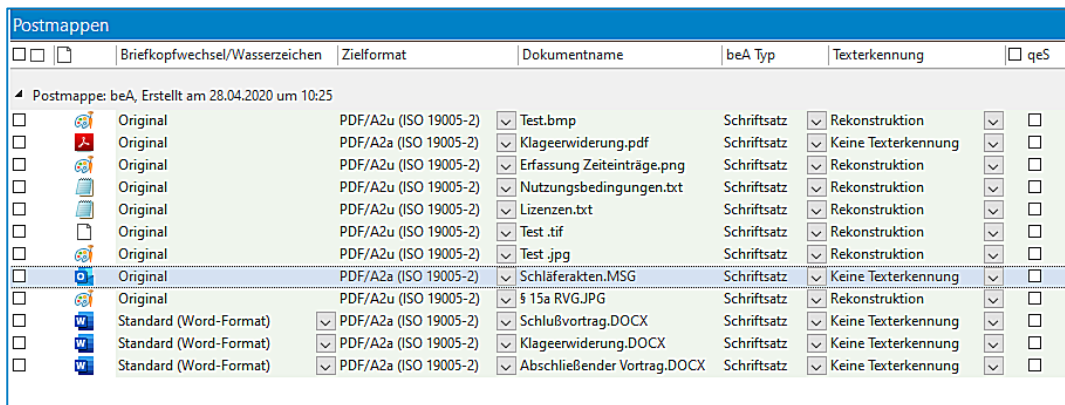 Postmappen
Briefkopfwechsel/Wasserzeichen Zielformat Dokumentname beA Typ Texterkennung qeS
Postmappe: beA, Erstellt am 28.04.2020 um 10:25
Original PDF/A2u (ISO 19005-2) Test.bmp Schriftsatz Rekonstruktion
Original PDF/A2a (ISO 19005-2) Klageerwiderung.pdf Schriftsatz Keine Texterkennung
Original PDF/A2u (ISO 19005-2) Erfassung Zeiteinträge.png Schriftsatz Rekonstruktion
Original PDF/A2u (ISO 19005-2) Nutzungsbedingungen.txt Schriftsatz Rekonstruktion
Original PDF/A2u (ISO 19005-2) Lizenzen.txt Schriftsatz Rekonstruktion
Original PDF/A2u (ISO 19005-2) Test .tif Schriftsatz Rekonstruktion
Original PDF/A2u (ISO 19005-2) Test .jpg Schriftsatz Rekonstruktion
Original PDF/A2a (ISO 19005-2) Schläferakten.MSG Schriftsatz Keine Texterkennung
Original PDF/A2u (ISO 19005-2) § 15a RVG.JPG Schriftsatz Rekonstruktion
Standard (Word-Format) PDF/A2a (ISO 19005-2) Schlußvortrag.DOCX Schriftsatz Keine Texterkennung
Standard (Word-Format) PDF/A2a (ISO 19005-2) Klageerwiderung.DOCX Schriftsatz Keine Texterkennung
Standard (Word-Format) PDF/A2a (ISO 19005-2) Abschließender Vortrag.DOCX Schriftsatz Keine Texterkennung